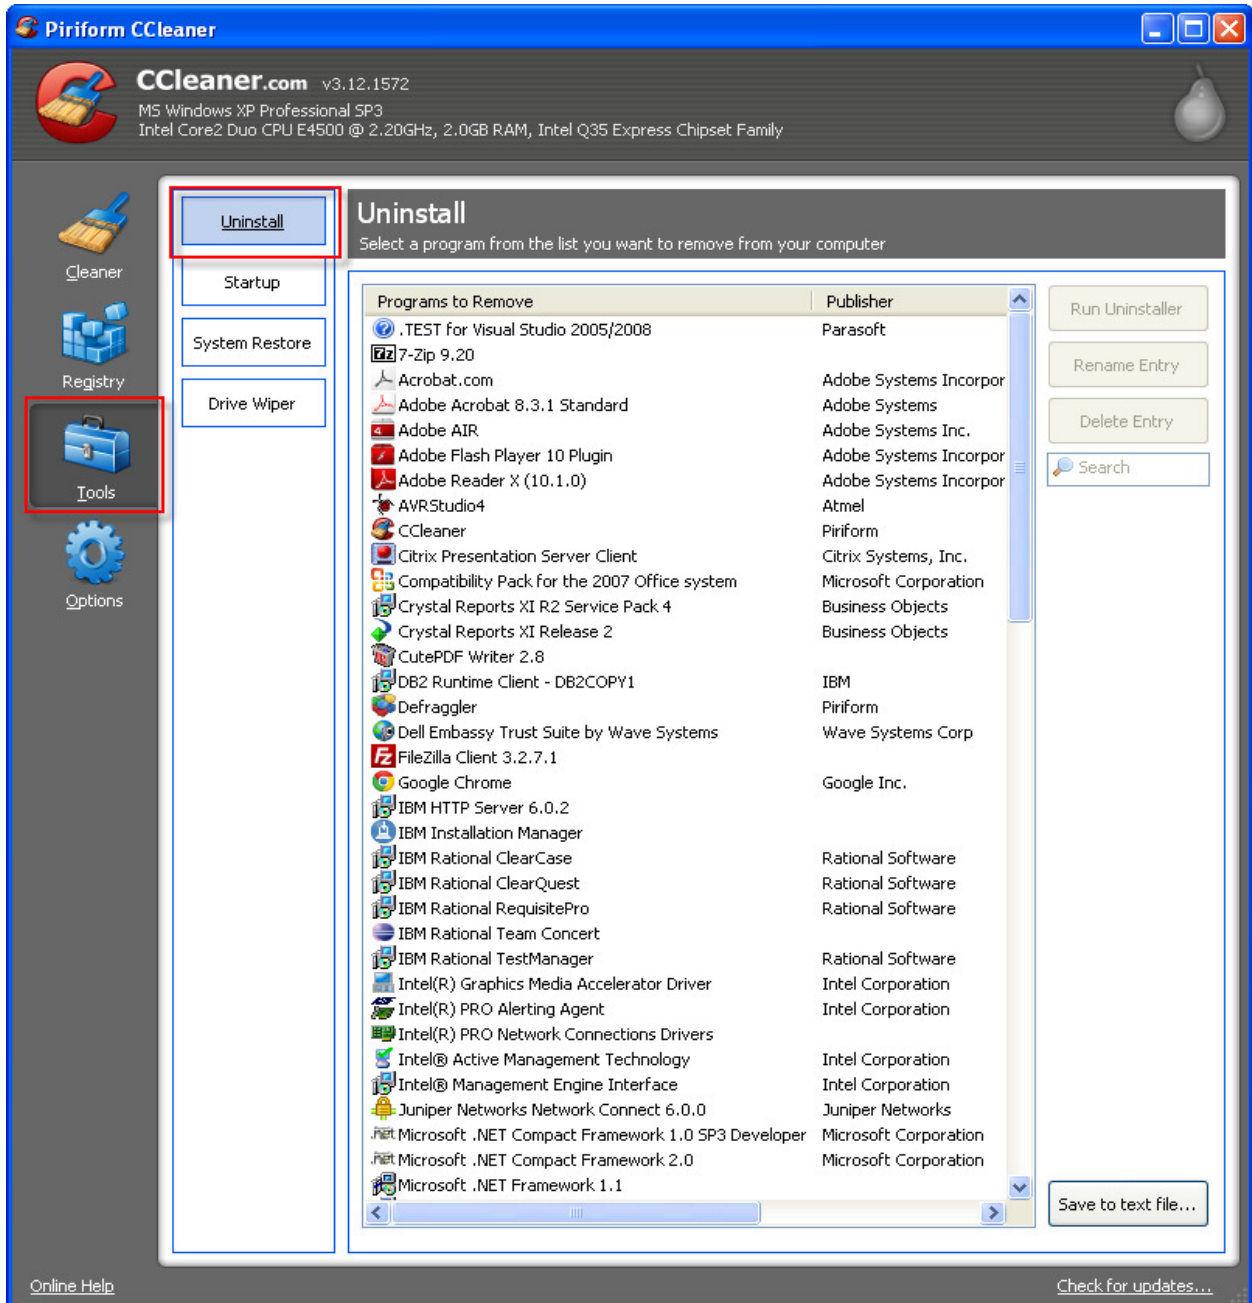 Piriform CCleaner
CCleaner.com v3.12.1572
MS Windows XP Professional SP3
Intel Core2 Duo CPU E4500 @ 2.20GHz, 2.0GB RAM, Intel Q35 Express Chipset Family
Cleaner
Registry
Tools
Options
Uninstall
Startup
System Restore
Drive Wiper
Uninstall
Select a program from the list you want to remove from your computer
Programs to Remove Publisher
.TEST for Visual Studio 2005/2008 Parasoft
7-Zip 9.20
Acrobat.com Adobe Systems Incorpor
Adobe Acrobat 8.3.1 Standard Adobe Systems
Adobe AIR Adobe Systems Inc.
Adobe Flash Player 10 Plugin Adobe Systems Incorpor
Adobe Reader X (10.1.0) Adobe Systems Incorpor
AVRStudio4 Atmel
CCleaner Piriform
Citrix Presentation Server Client Citrix Systems, Inc.
Compatibility Pack for the 2007 Office system Microsoft Corporation
Crystal Reports XI R2 Service Pack 4 Business Objects
Crystal Reports XI Release 2 Business Objects
CutePDF Writer 2.8
DB2 Runtime Client - DB2COPY1 IBM
Defraggler Piriform
Dell Embassy Trust Suite by Wave Systems Wave Systems Corp
FileZilla Client 3.2.7.1
Google Chrome Google Inc.
IBM HTTP Server 6.0.2
IBM Installation Manager
IBM Rational ClearCase Rational Software
IBM Rational ClearQuest Rational Software
IBM Rational RequisitePro Rational Software
IBM Rational Team Concert
IBM Rational TestManager Rational Software
Intel(R) Graphics Media Accelerator Driver Intel Corporation
Intel(R) PRO Alerting Agent Intel Corporation
Intel(R) PRO Network Connections Drivers
Intel® Active Management Technology Intel Corporation
Intel® Management Engine Interface Intel Corporation
Juniper Networks Network Connect 6.0.0 Juniper Networks
Microsoft .NET Compact Framework 1.0 SP3 Developer Microsoft Corporation
Microsoft .NET Compact Framework 2.0 Microsoft Corporation
Microsoft .NET Framework 1.1
Run Uninstaller
Rename Entry
Delete Entry
Search
Save to text file...
Online Help
Check for updates...